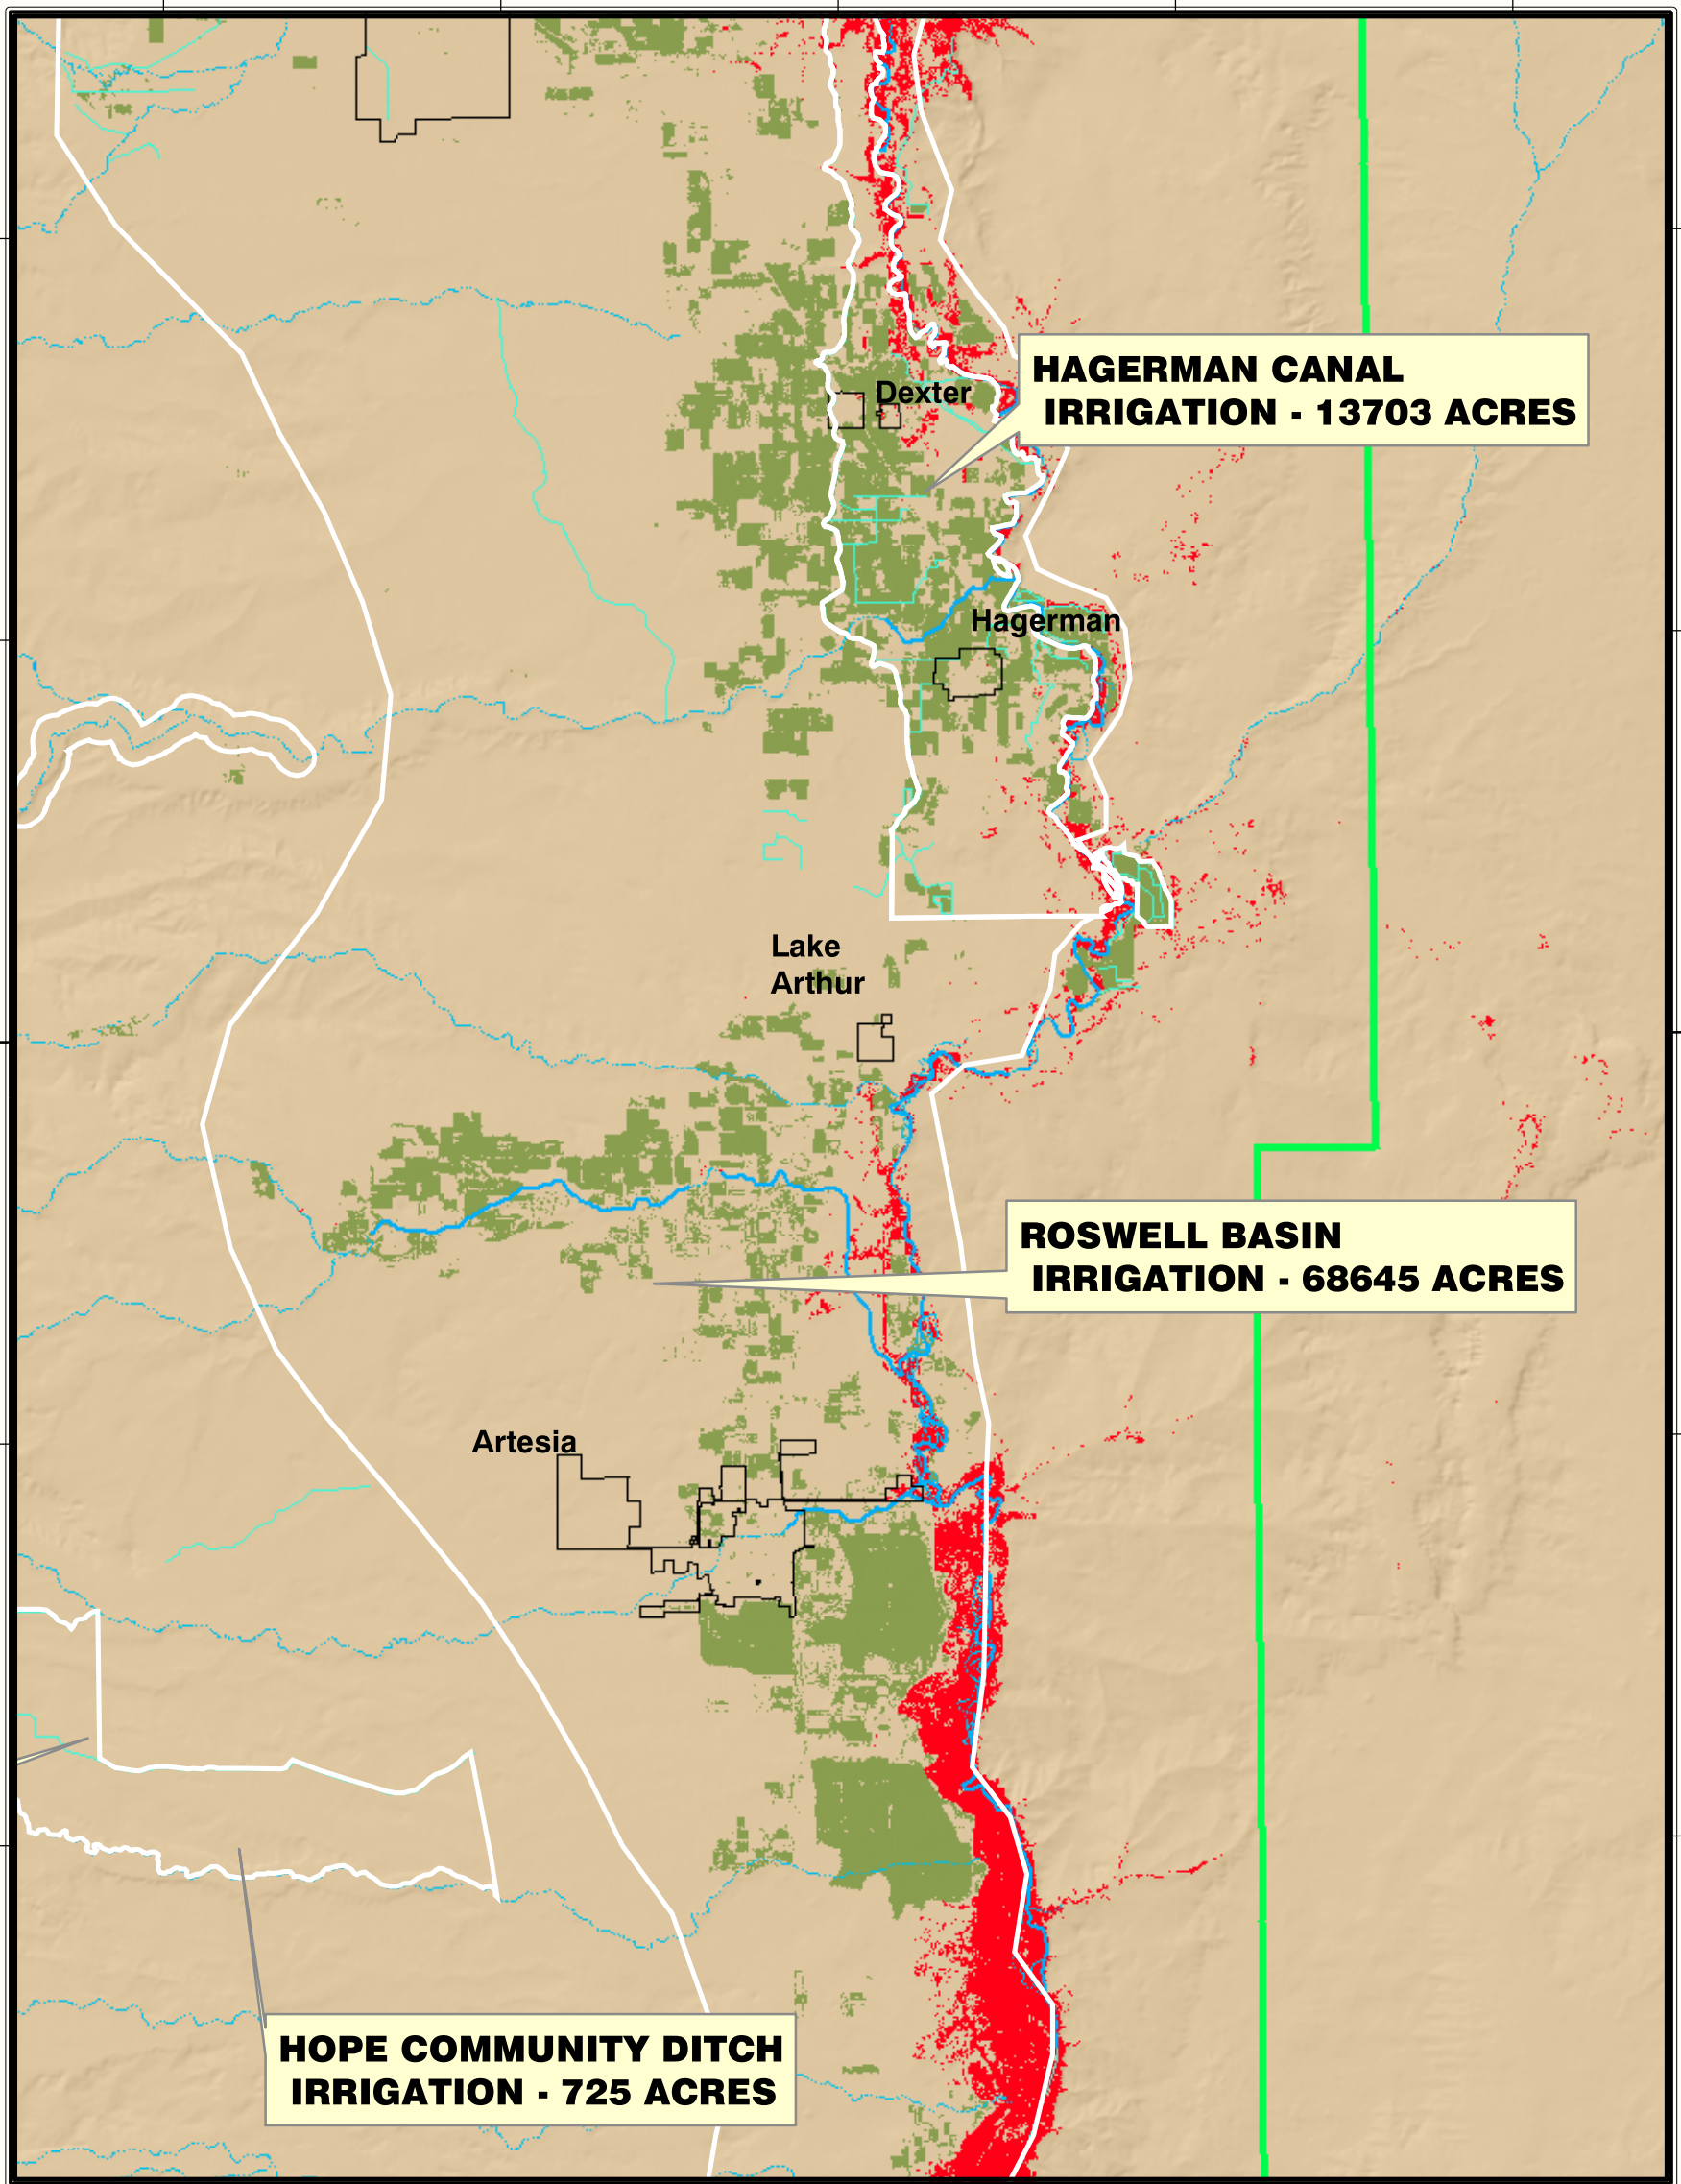 Dexter
HAGERMAN CANAL
IRRIGATION - 13703 ACRES
Hagerman
Lake
Arthur
ROSWELL BASIN
IRRIGATION - 68645 ACRES
Artesia
HOPE COMMUNITY DITCH
IRRIGATION - 725 ACRES